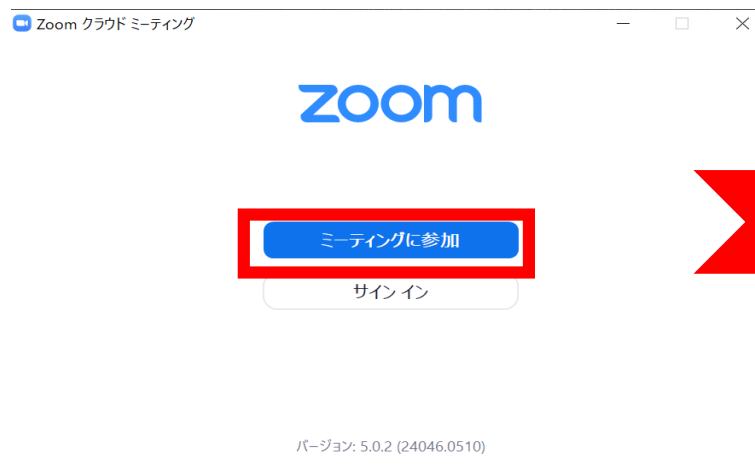 Zoom クラウド ミーティング
zoom
ミーティングに参加
サイン イン
バージョン: 5.0.2 (24046.0510)